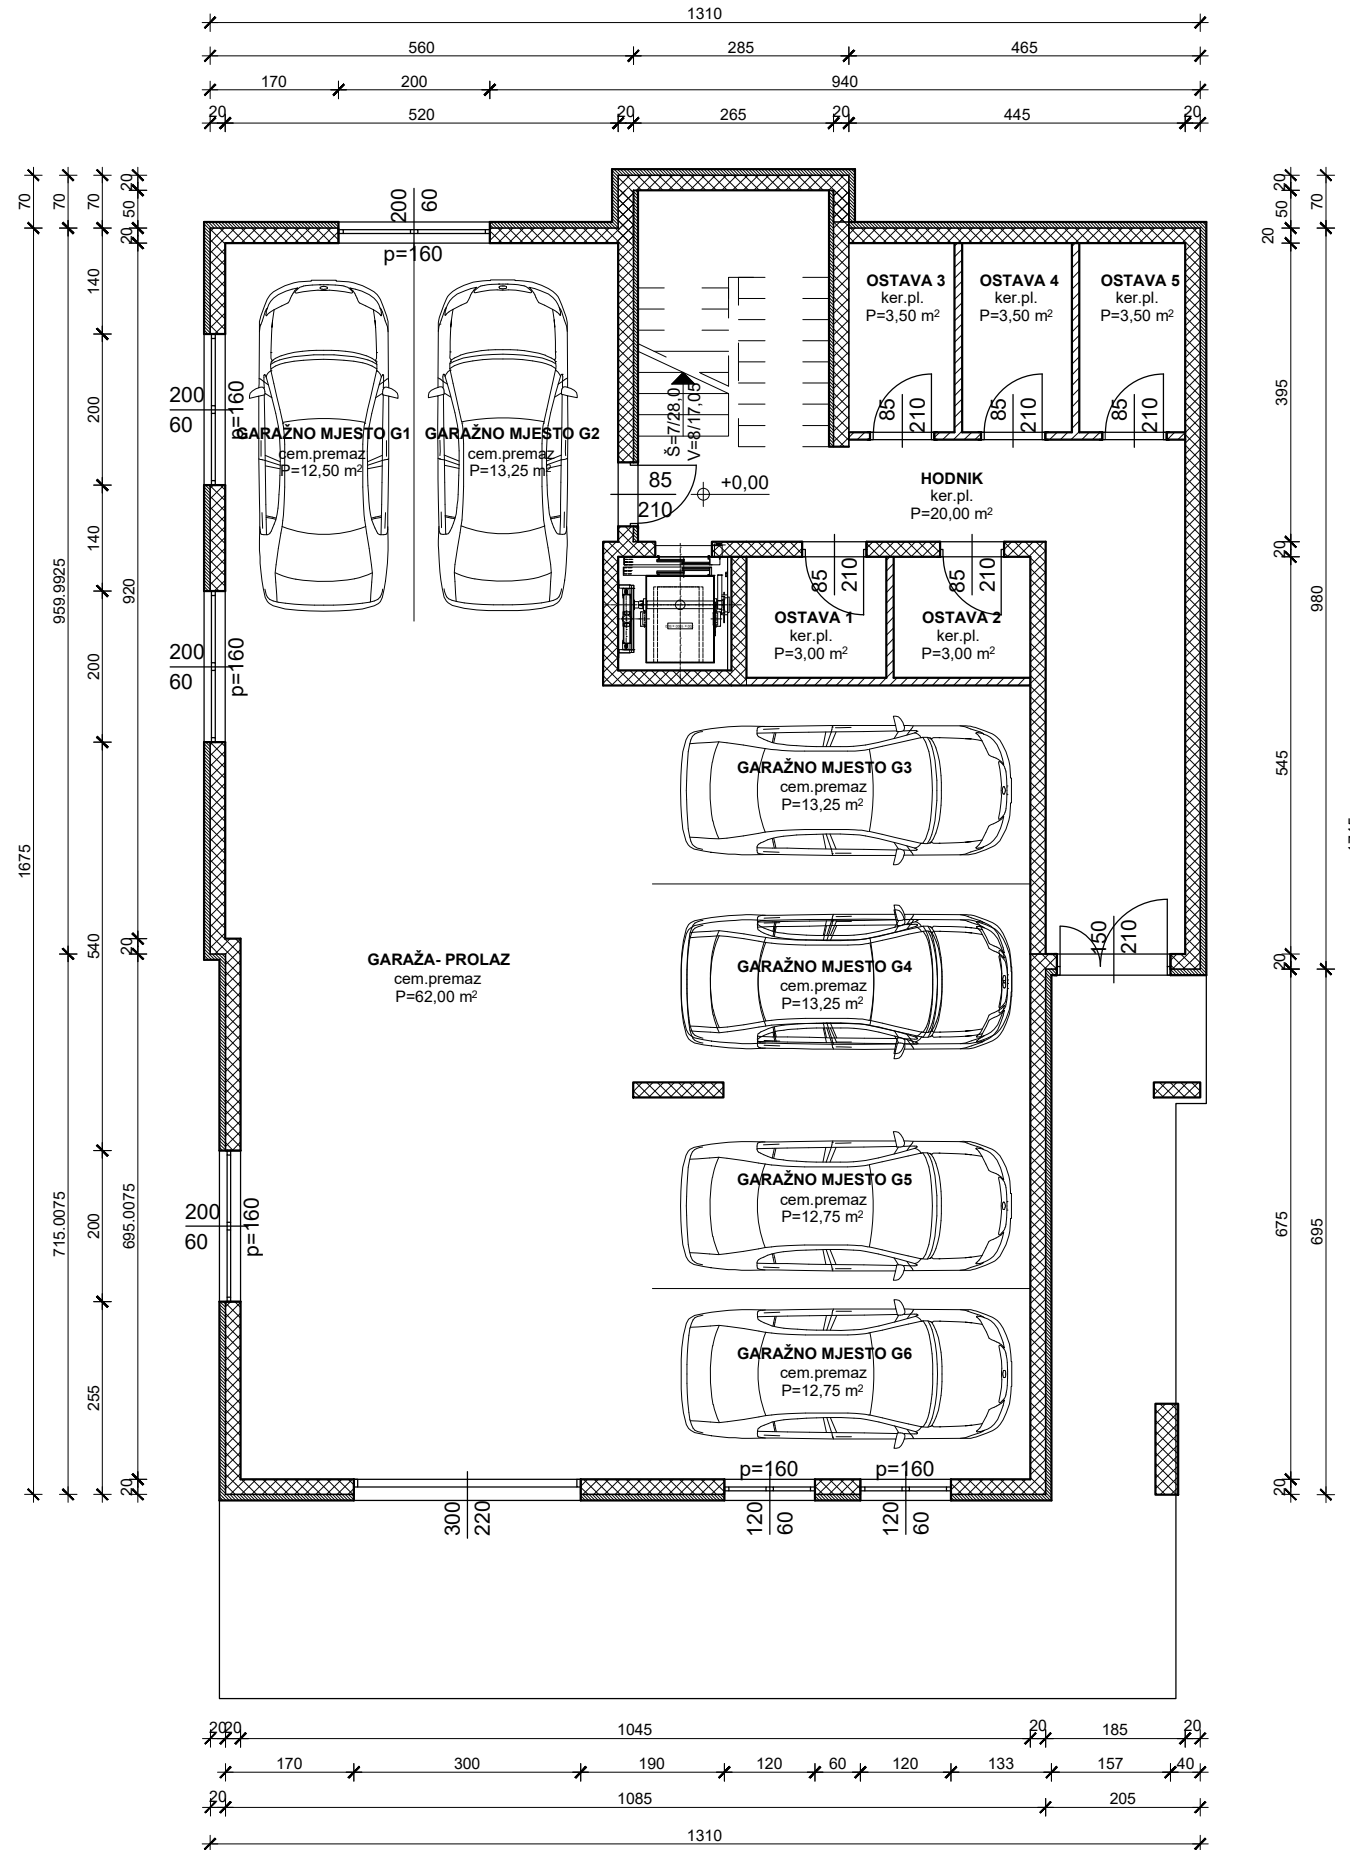 1310
560 285 465
170 200 940
20 520 20 265 20 445 20
70 70 70 20 50 20
20 50 20 70
200 60
p=160
140
200
140
200
540
200
255
959.9925
920
1675
715.0075
695.0075
20
20
395
20
545
20
675
20
980
695
OSTAVA 3
ker.pl.
P=3,50 m²
OSTAVA 4
ker.pl.
P=3,50 m²
OSTAVA 5
ker.pl.
P=3,50 m²
85 210
85 210
85 210
200
60
p=160
GARAŽNO MJESTO G1
cem.premaz
P=12,50 m²
GARAŽNO MJESTO G2
cem.premaz
P=13,25 m²
Š=7/28,0
V=8/17,05
85
210
+0,00
HODNIK
ker.pl.
P=20,00 m²
85 210
85 210
OSTAVA 1
ker.pl.
P=3,00 m²
OSTAVA 2
ker.pl.
P=3,00 m²
200
60
p=160
GARAŽNO MJESTO G3
cem.premaz
P=13,25 m²
150
210
GARAŽA- PROLAZ
cem.premaz
P=62,00 m²
GARAŽNO MJESTO G4
cem.premaz
P=13,25 m²
200
60
p=160
GARAŽNO MJESTO G5
cem.premaz
P=12,75 m²
GARAŽNO MJESTO G6
cem.premaz
P=12,75 m²
p=160 p=160
300 220
120 60
120 60
20 20 1045 20 185 20
170 300 190 120 60 120 133 157 40
20 1085 205
1310